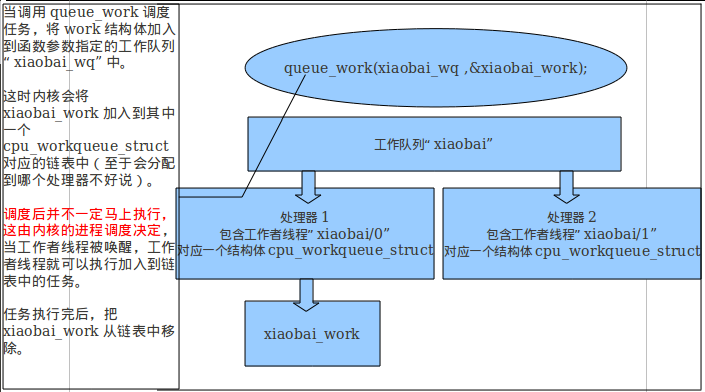 当调用 queue_work 调度
任务，将 work 结构体加入
到函数参数指定的工作队列
“ xiaobai_wq” 中。
这时内核会将
xiaobai_work 加入到其中
一个
cpu_workqueue_struct
对应的链表中（至于会分配
到哪个处理器不好说）。
调度后并不一定马上执行，
这由内核的进程调度决定，
当工作者线程被唤醒，工作
者线程就可以执行加入到链
表中的任务。
任务执行完后，把
xiaobai_work 从链表中移
除。
queue_work(xiaobai_wq ,&xiaobai_work);
工作队列“ xiaobai”
处理器 1
包含工作者线程” xiaobai/0”
对应一个结构体 cpu_workqueue_struct
处理器 2
包含工作者线程” xiaobai/1”
对应一个结构体 cpu_workqueue_struct
xiaobai_work